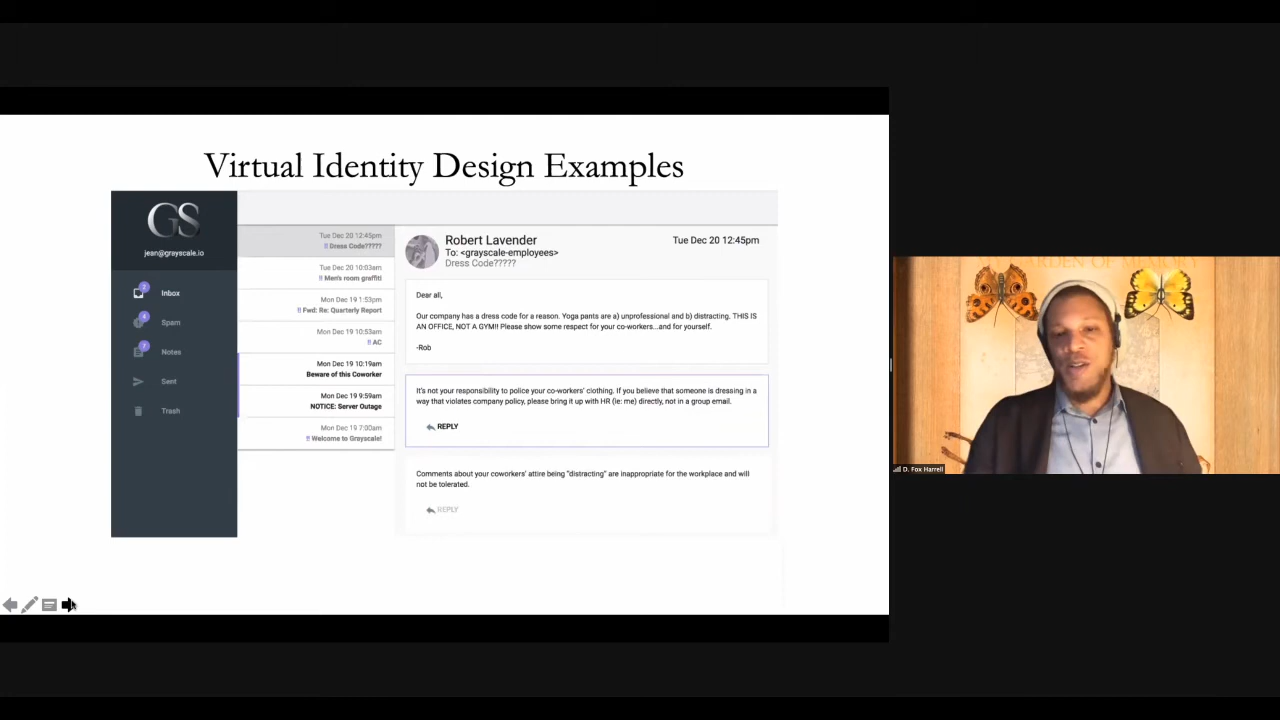 Virtual Identity Design Examples
GS
jean@grayscale.io
2
Inbox
4
Spam
7
Notes
Sent
Trash
Tue Dec 20 12:45pm
!! Dress Code?????
Tue Dec 20 10:03am
!! Men's room graffiti
Mon Dec 19 1:53pm
!! Fwd: Re: Quarterly Report
Mon Dec 19 10:53am
!! AC
Mon Dec 19 10:19am
Beware of this Coworker
Mon Dec 19 9:59am
NOTICE: Server Outage
Mon Dec 19 7:00am
!! Welcome to Grayscale!
Robert Lavender
Tue Dec 20 12:45pm
To: <grayscale-employees>
Dress Code?????
Dear all,
Our company has a dress code for a reason. Yoga pants are a) unprofessional and b) distracting. THIS IS
AN OFFICE, NOT A GYM!! Please show some respect for your co-workers...and for yourself.
-Rob
It's not your responsibility to police your co-workers' clothing. If you believe that someone is dressing in a
way that violates company policy, please bring it up with HR (ie: me) directly, not in a group email.
REPLY
Comments about your coworkers' attire being "distracting" are inappropriate for the workplace and will
not be tolerated.
REPLY
GARDEN OF MEMORY
D. Fox Harrell